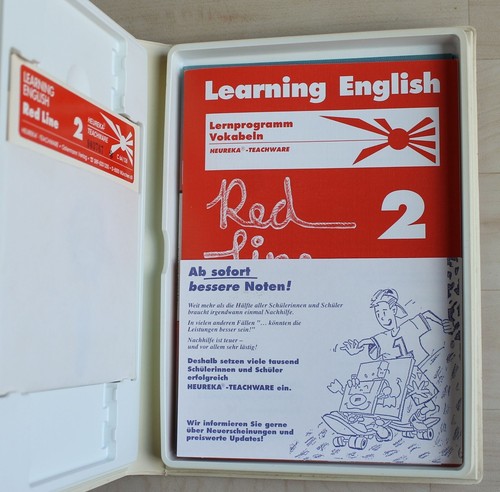 LEARNING
ENGLISH
Red Line
2
HEUREKA
TEACHWARE
HEUREKA - TEACHWARE
Learning English
Lernprogramm
Vokabeln
HEUREKA®-TEACHWARE
Red
Line
2
Ab sofort
bessere Noten!
Weit mehr als die Hälfte aller Schülerinnen und Schüler
braucht irgendwann einmal Nachhilfe.
In vielen anderen Fällen "... könnten die
Leistungen besser sein!"
Nachhilfe ist teuer -
und vor allem sehr lästig!
Deshalb setzen viele tausend
Schülerinnen und Schüler
erfolgreich
HEUREKA®-TEACHWARE ein.
Wir informieren Sie gerne
über Neuerscheinungen und
preiswerte Updates!